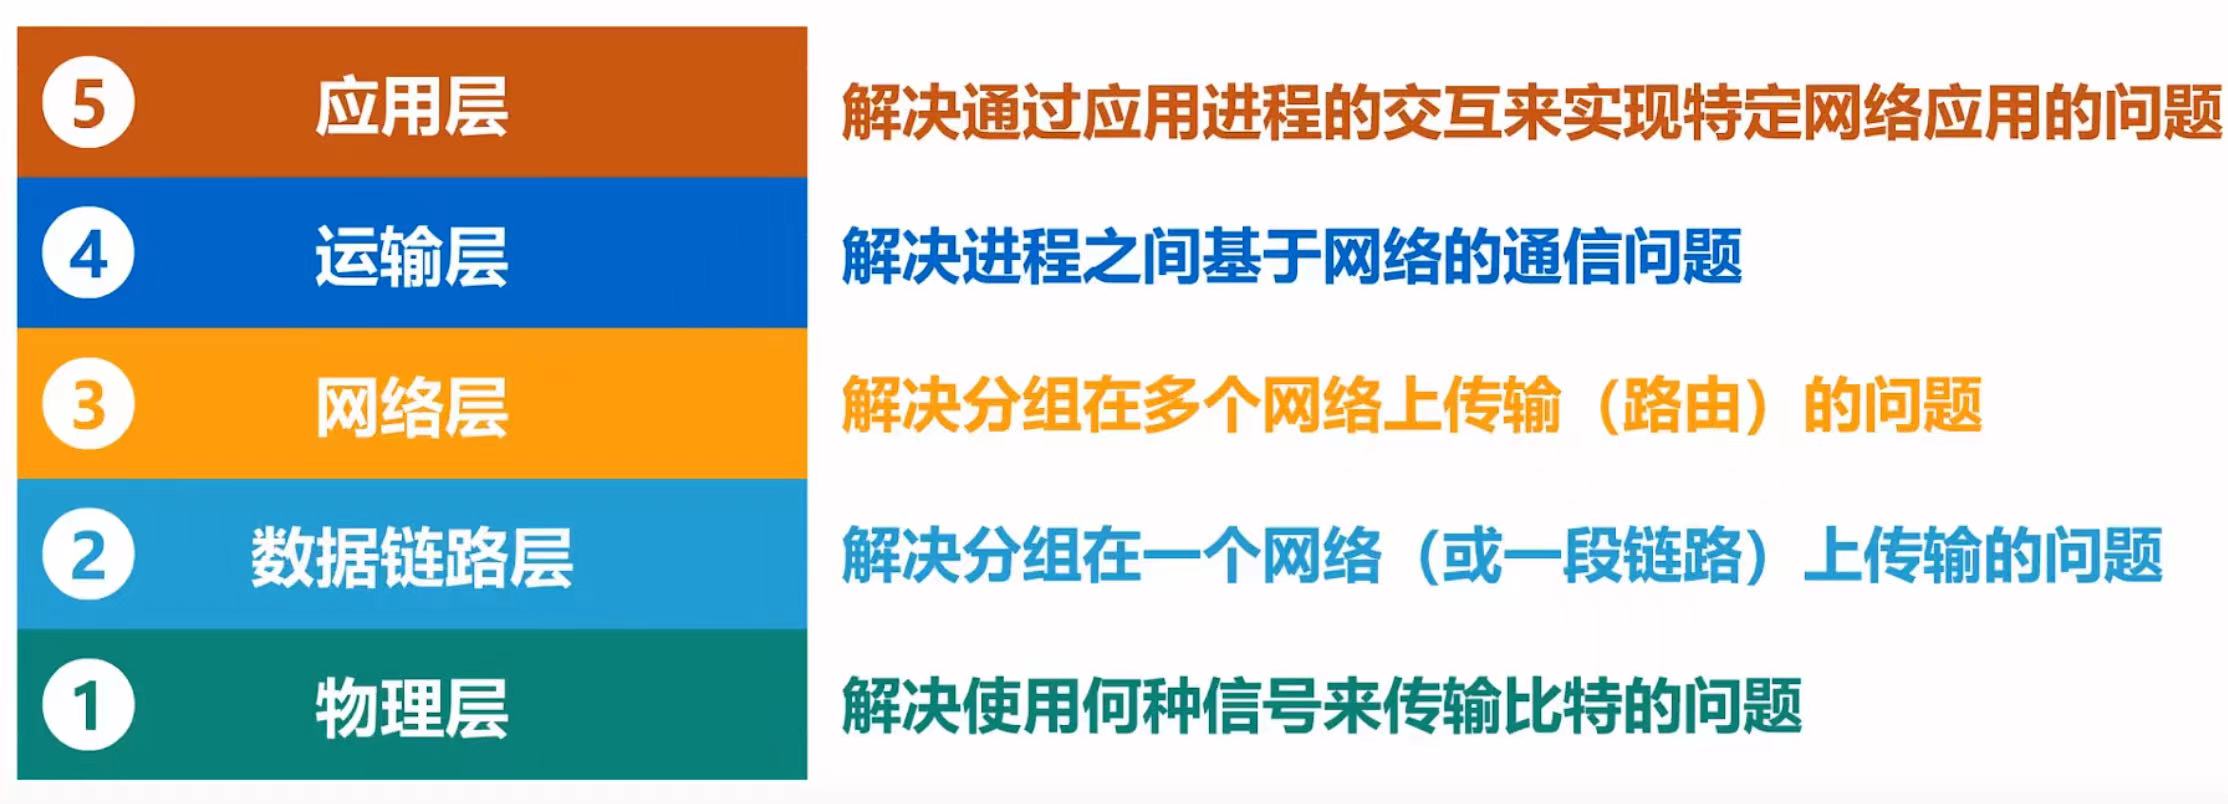 5 应用层 解决通过应用进程的交互来实现特定网络应用的问题
4 运输层 解决进程之间基于网络的通信问题
3 网络层 解决分组在多个网络上传输（路由）的问题
2 数据链路层 解决分组在一个网络（或一段链路）上传输的问题
1 物理层 解决使用何种信号来传输比特的问题